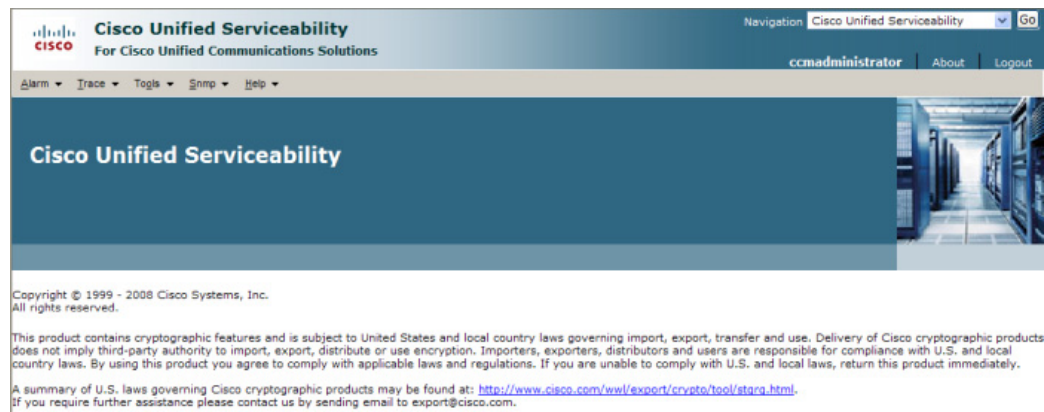 Cisco Unified Serviceability
For Cisco Unified Communications Solutions
CISCO
Navigation Cisco Unified Serviceability Go
ccmadministrator About Logout
Alarm Trace Tools Snmp Help
Cisco Unified Serviceability
Copyright © 1999 - 2008 Cisco Systems, Inc.
All rights reserved.
This product contains cryptographic features and is subject to United States and local country laws governing import, export, transfer and use. Delivery of Cisco cryptographic products
does not imply third-party authority to import, export, distribute or use encryption. Importers, exporters, distributors and users are responsible for compliance with U.S. and local
country laws. By using this product you agree to comply with applicable laws and regulations. If you are unable to comply with U.S. and local laws, return this product immediately.
A summary of U.S. laws governing Cisco cryptographic products may be found at: http://www.cisco.com/wwl/export/crypto/tool/stqrg.html.
If you require further assistance please contact us by sending email to export@cisco.com.